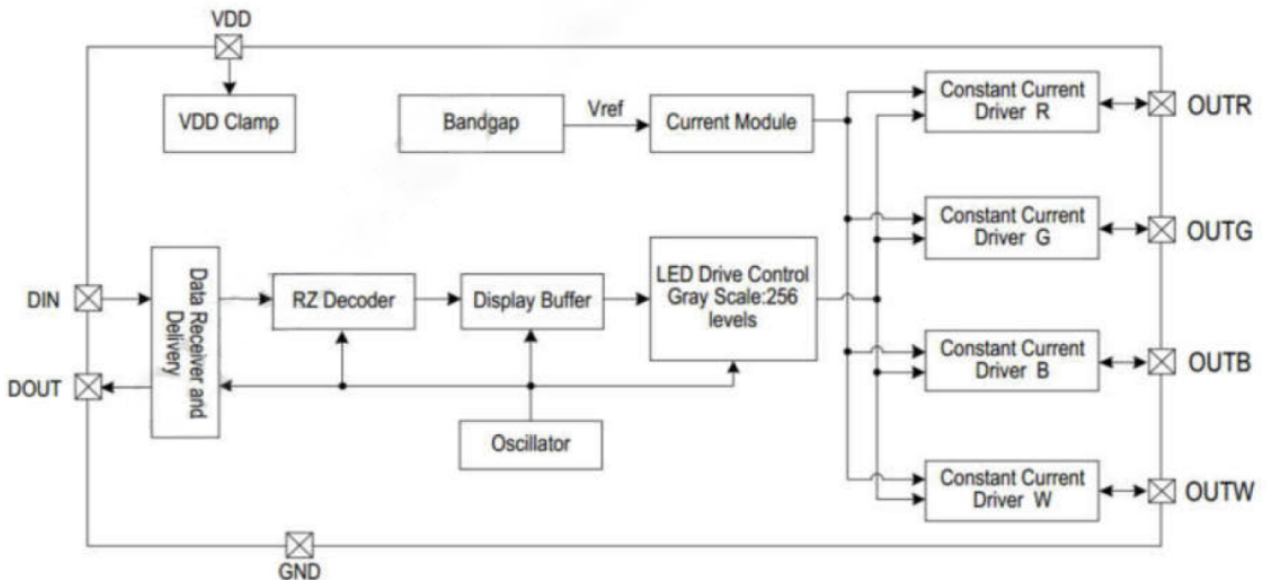 VDD
VDD Clamp
Bandgap
Vref
Current Module
Constant Current
Driver R
OUTR
Constant Current
Driver G
OUTG
DIN
Data Receiver and
Delivery
RZ Decoder
Display Buffer
LED Drive Control
Gray Scale:256
levels
Constant Current
Driver B
OUTB
DOUT
Oscillator
Constant Current
Driver W
OUTW
GND